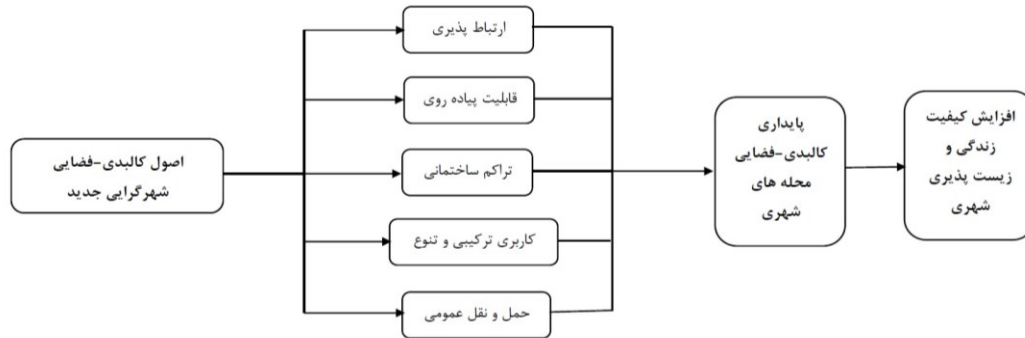 اصول کالبدی-فضایی
شهرگرایی جدید
ارتباط پذیری
قابلیت پیاده روی
تراکم ساختمانی
کاربری ترکیبی و تنوع
حمل و نقل عمومی
پایداری
کالبدی-فضایی
محله های
شهری
افزایش کیفیت
زندگی و
زیست پذیری
شهری